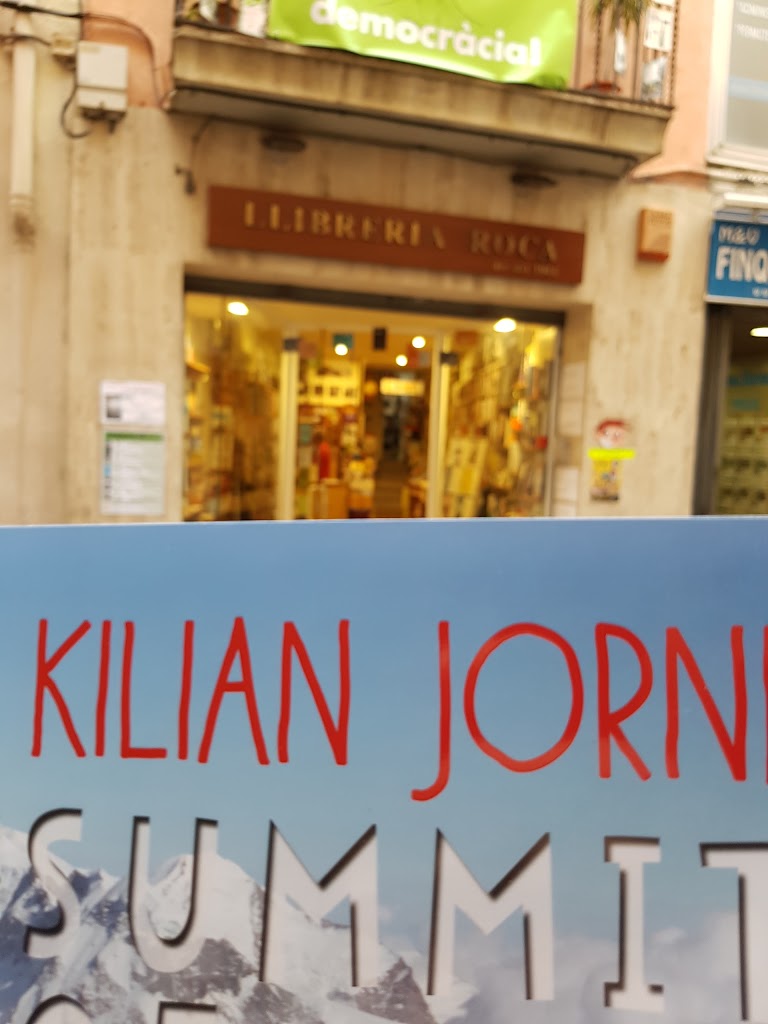 democràcia!
LLIBRERIA ROCA
M&U
FINQ
KILIAN JORN
SUMMIT